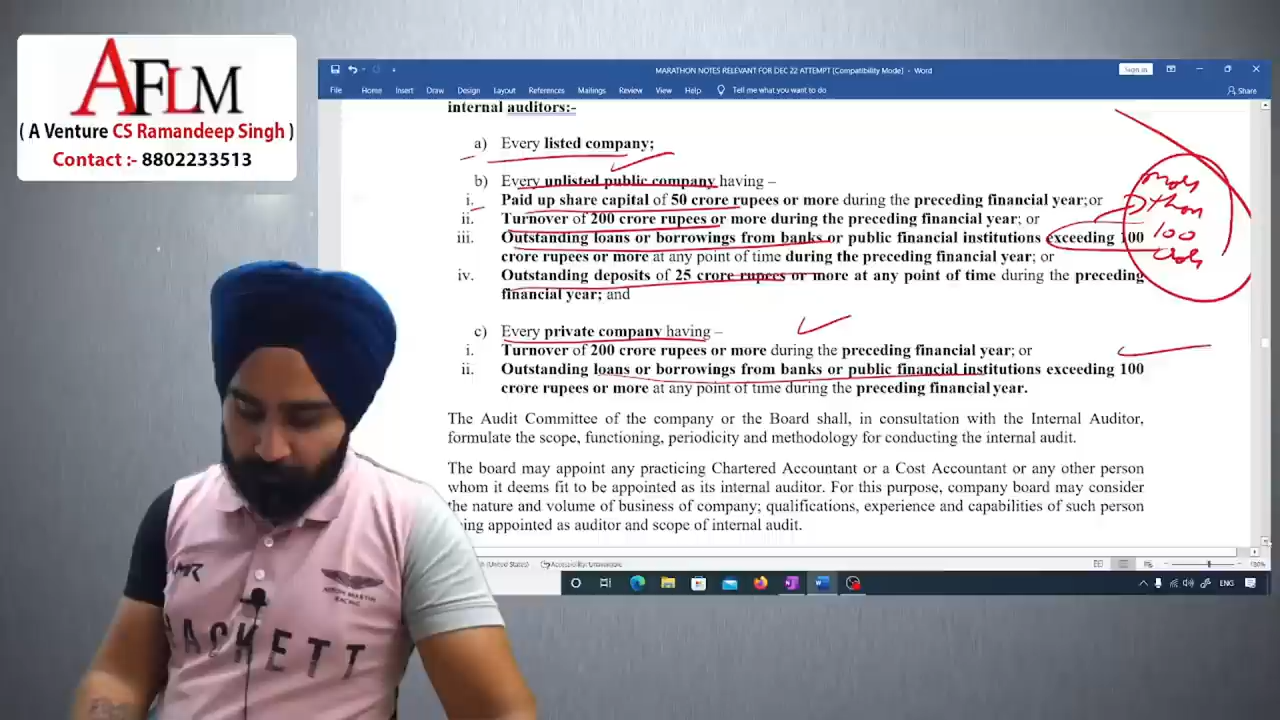 AFLM
( A Venture CS Ramandeep Singh )
Contact :- 8802233513
MARATHON NOTES RELEVANT FOR DEC 22 ATTEMPT [Compatibility Mode] - Word
Sign in
File Home Insert Draw Design Layout References Mailings Review View Help Tell me what you want to do
Share
internal auditors:-
a) Every listed company;
b) Every unlisted public company having –
i. Paid up share capital of 50 crore rupees or more during the preceding financial year;or
ii. Turnover of 200 crore rupees or more during the preceding financial year; or
iii. Outstanding loans or borrowings from banks or public financial institutions exceeding 100
crore rupees or more at any point of time during the preceding financial year; or
iv. Outstanding deposits of 25 crore rupees or more at any point of time during the preceding
financial year; and
than
100
c) Every private company having –
i. Turnover of 200 crore rupees or more during the preceding financial year; or
ii. Outstanding loans or borrowings from banks or public financial institutions exceeding 100
crore rupees or more at any point of time during the preceding financial year.
The Audit Committee of the company or the Board shall, in consultation with the Internal Auditor,
formulate the scope, functioning, periodicity and methodology for conducting the internal audit.
The board may appoint any practicing Chartered Accountant or a Cost Accountant or any other person
whom it deems fit to be appointed as its internal auditor. For this purpose, company board may consider
the nature and volume of business of company; qualifications, experience and capabilities of such person
ing appointed as auditor and scope of internal audit.
(United States) Accessibility: Unavailable
ENG
ASTON MARTIN
RACING
HACKETT